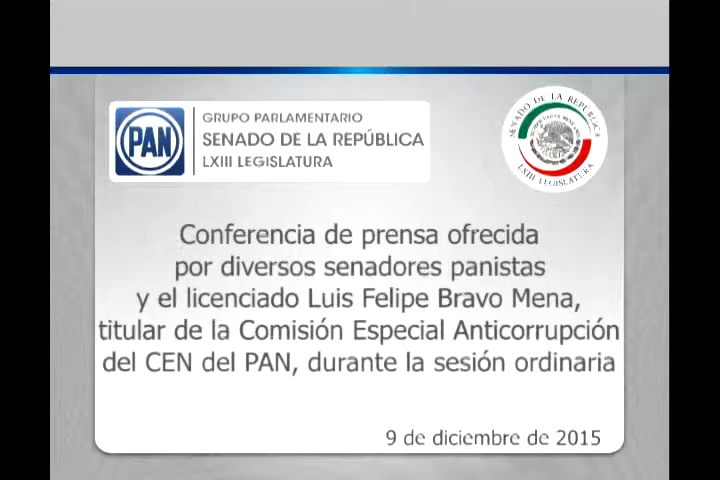 PAN
GRUPO PARLAMENTARIO
SENADO DE LA REPÚBLICA
LXIII LEGISLATURA
SENADO DE LA REPÚBLICA
LXIII LEGISLATURA
Conferencia de prensa ofrecida
por diversos senadores panistas
y el licenciado Luis Felipe Bravo Mena,
titular de la Comisión Especial Anticorrupción
del CEN del PAN, durante la sesión ordinaria
9 de diciembre de 2015